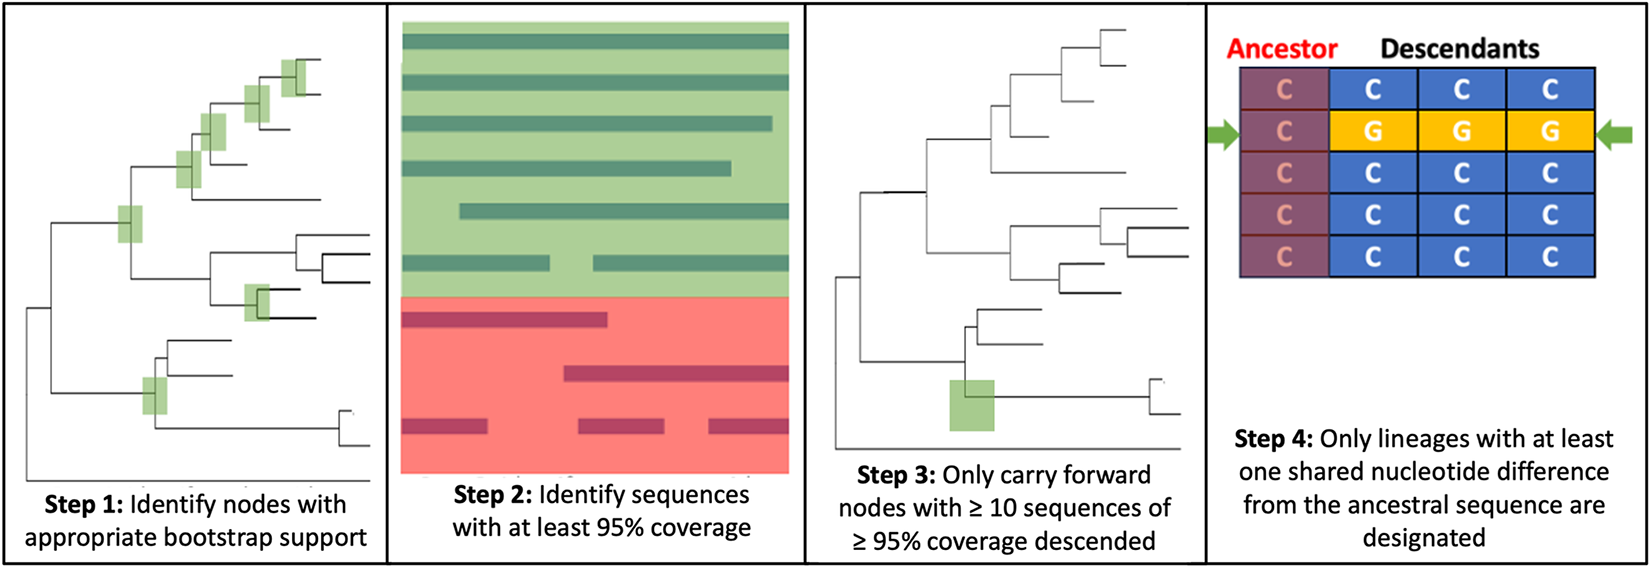 Step 1: Identify nodes with
appropriate bootstrap support
Step 2: Identify sequences
with at least 95% coverage
Step 3: Only carry forward
nodes with ≥ 10 sequences of
≥ 95% coverage descended
Ancestor Descendants
C C C C
C G G G
C C C C
C C C C
C C C C
Step 4: Only lineages with at least
one shared nucleotide difference
from the ancestral sequence are
designated